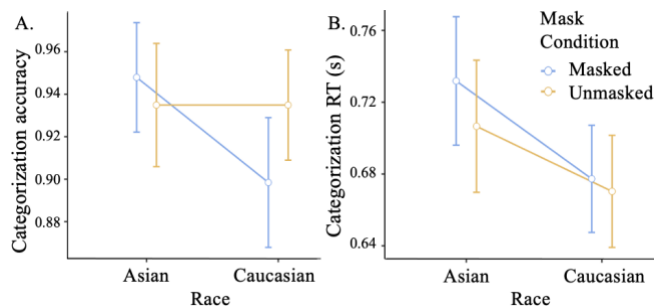 A.
Categorization accuracy
0.96
0.94
0.92
0.90
0.88
Asian
Caucasian
Race
B.
Categorization RT (s)
0.76
0.72
0.68
0.64
Asian
Caucasian
Race
Mask
Condition
Masked
Unmasked